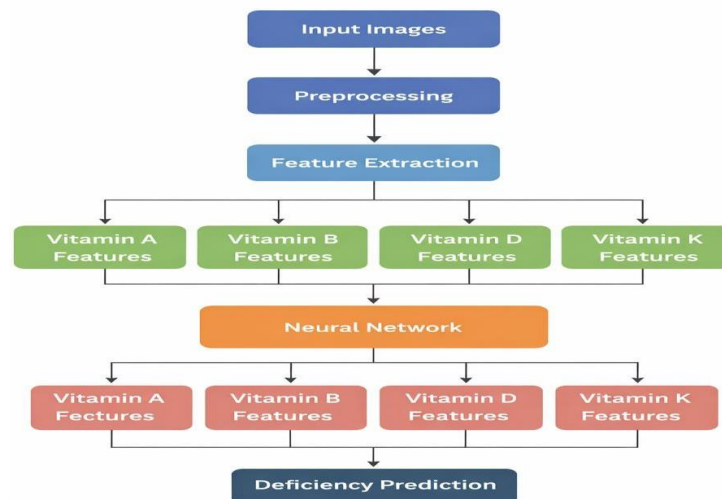 Input Images
Preprocessing
Feature Extraction
Vitamin A
Features
Vitamin B
Features
Vitamin D
Features
Vitamin K
Features
Neural Network
Vitamin A
Fectures
Vitamin B
Features
Vitamin D
Features
Vitamin K
Features
Deficiency Prediction